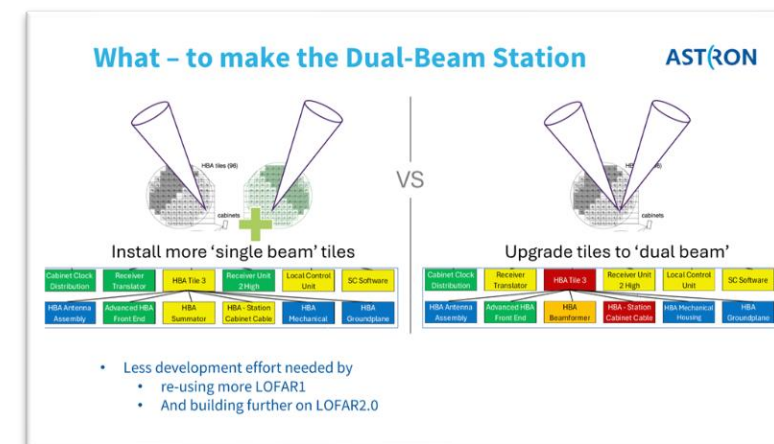 What – to make the Dual-Beam Station
ASTRON
HBA tiles (96)
cabinets
Install more 'single beam' tiles
Cabinet Clock Distribution
Receiver Translator
HBA Tile 3
Receiver Unit 2 High
Local Control Unit
SC Software
HBA Antenna Assembly
Advanced HBA Front End
HBA Summator
HBA - Station Cabinet Cable
HBA Mechanical
HBA Groundplane
VS
cabinets
Upgrade tiles to 'dual beam'
Cabinet Clock Distribution
Receiver Translator
HBA Tile 3
Receiver Unit 2 High
Local Control Unit
SC Software
HBA Antenna Assembly
Advanced HBA Front End
HBA Beamformer
HBA - Station Cabinet Cable
HBA Mechanical Housing
HBA Groundplane
• Less development effort needed by
• re-using more LOFAR1
• And building further on LOFAR2.0